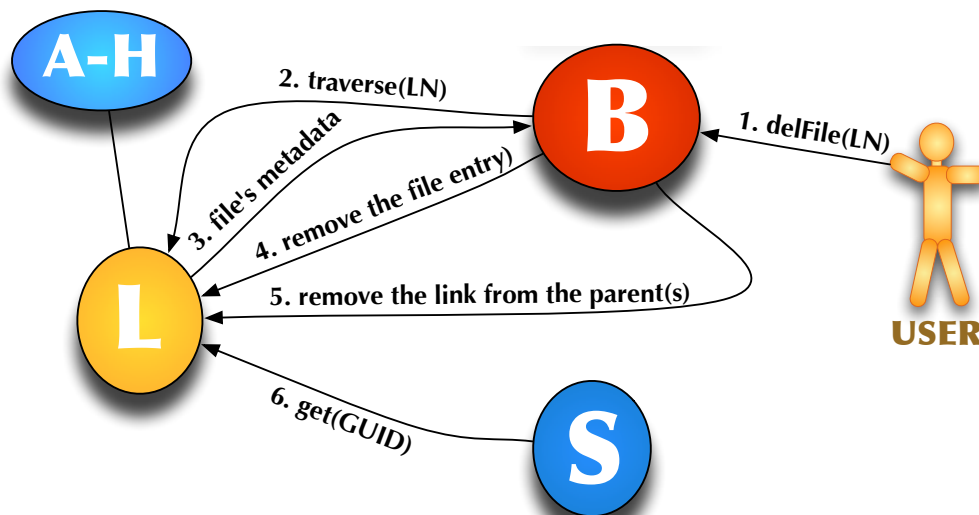 A-H
2. traverse(LN)
B
1. delFile(LN)
3. file's metadata
4. remove the file entry)
5. remove the link from the parent(s)
L
USER
6. get(GUID)
S